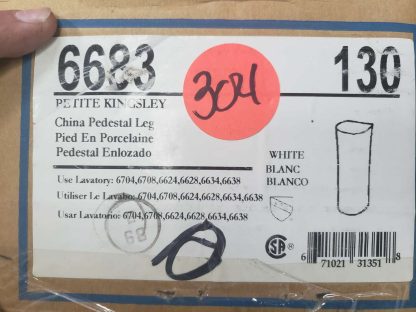 6683
304
130
PETITE KINGSLEY
China Pedestal Leg
Pied En Porcelaine
Pedestal Enlozado
WHITE
BLANC
BLANCO
Use Lavatory: 6704,6708,6624,6628,6634,6638
Utiliser Le Lavabo: 6704,6708,6624,6628,6634,6638
Usar Lavatorio: 6704,6708,6624,6628,6634,6638
6 71021 31351 8